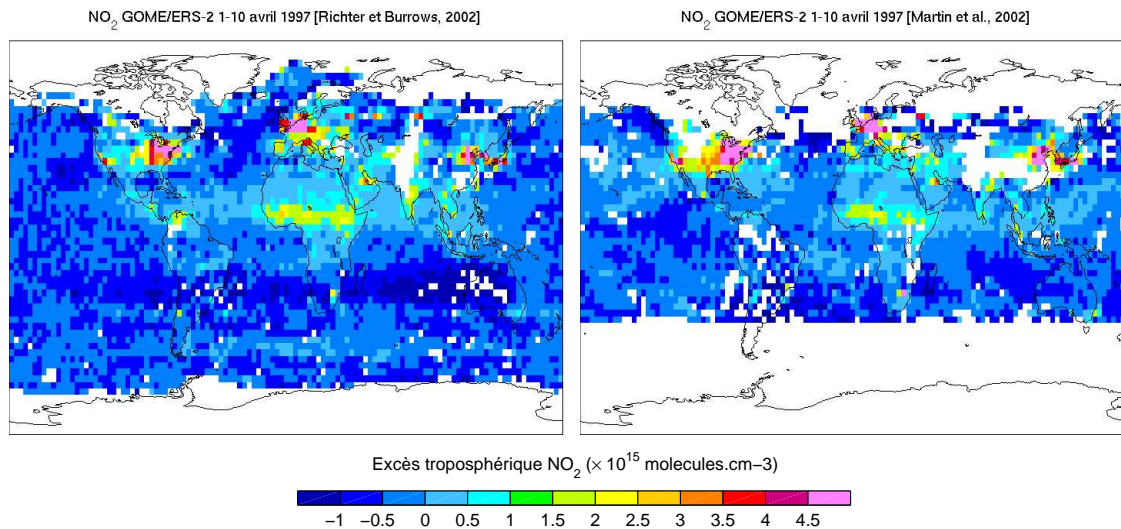 NO2 GOME/ERS-2 1-10 avril 1997 [Richter et Burrows, 2002]
NO2 GOME/ERS-2 1-10 avril 1997 [Martin et al., 2002]
Excès troposphérique NO2 (× 10^15 molecules.cm−3)
−1 −0.5 0 0.5 1 1.5 2 2.5 3 3.5 4 4.5